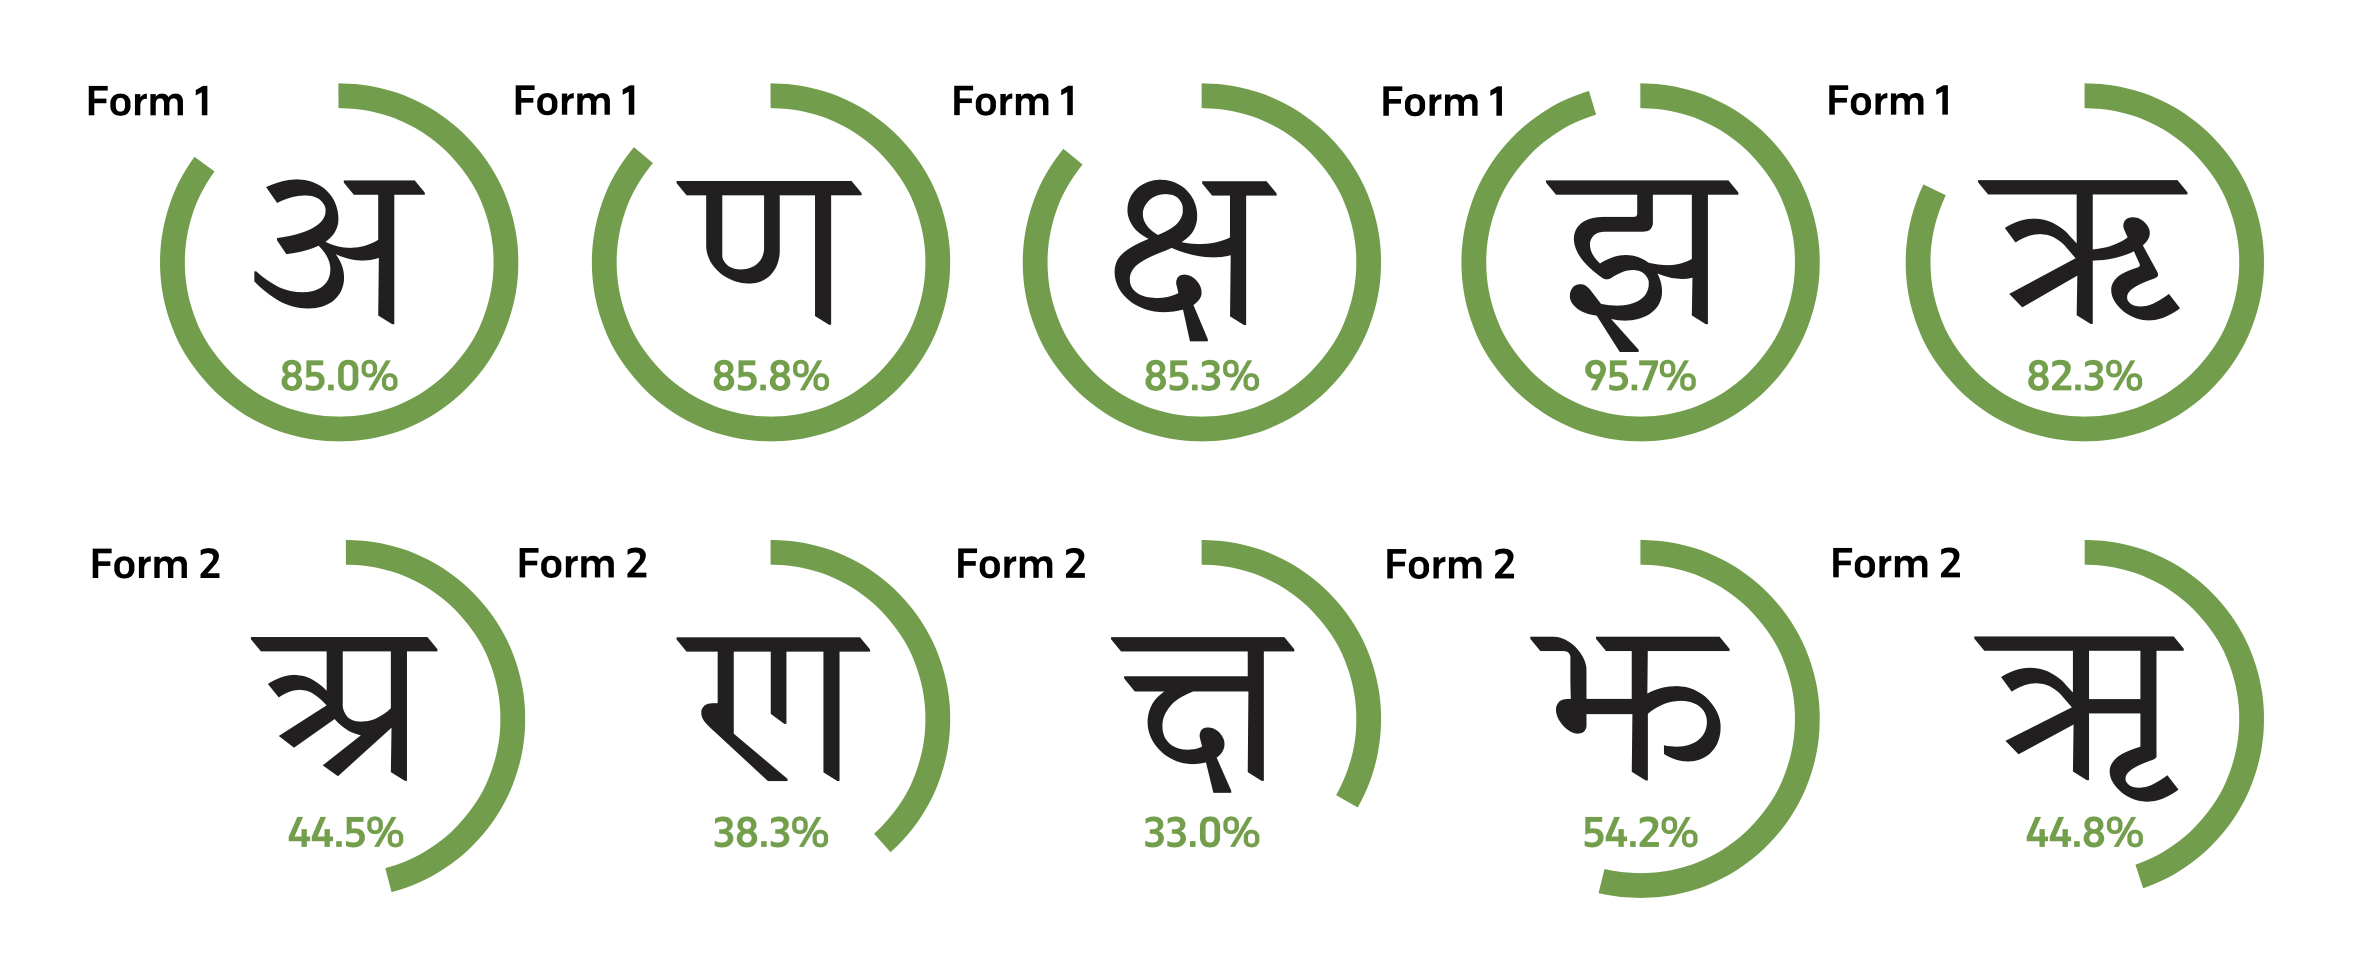 Form 1 Form 1 Form 1 Form 1 Form 1
अ ण क्ष झ ऋ
85.0% 85.8% 85.3% 95.7% 82.3%
Form 2 Form 2 Form 2 Form 2 Form 2
अ ण क्ष झ ऋ
44.5% 38.3% 33.0% 54.2% 44.8%